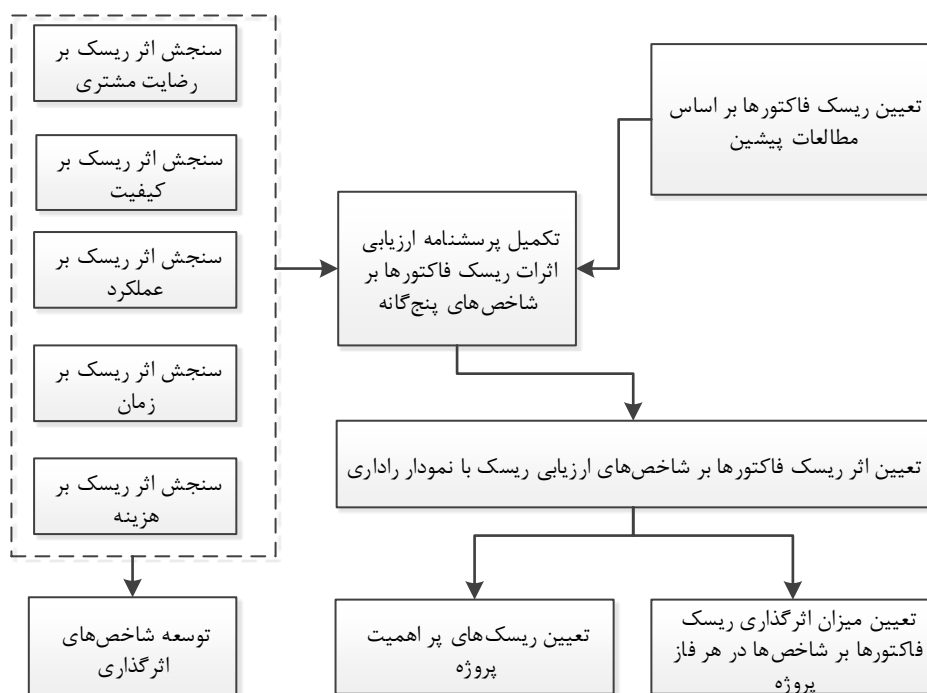 سنجش اثر ریسک بر
رضایت مشتری
سنجش اثر ریسک بر
کیفیت
سنجش اثر ریسک بر
عملکرد
سنجش اثر ریسک بر
زمان
سنجش اثر ریسک بر
هزینه
توسعه شاخص‌های
اثرگذاری
تعیین ریسک فاکتورها بر اساس
مطالعات پیشین
تکمیل پرسشنامه ارزیابی
اثرات ریسک فاکتورها بر
شاخص‌های پنج‌گانه
تعیین اثر ریسک فاکتورها بر شاخص‌های ارزیابی ریسک با نمودار راداری
تعیین ریسک‌های پر اهمیت
پروژه
تعیین میزان اثرگذاری ریسک
فاکتورها بر شاخص‌ها در هر فاز
پروژه